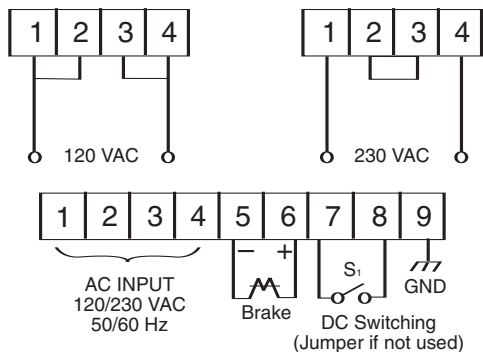 1 2 3 4 1 2 3 4
120 VAC 230 VAC
1 2 3 4 5 6 7 8 9
− +
S1
AC INPUT
120/230 VAC
50/60 Hz
Brake
DC Switching
(Jumper if not used)
GND